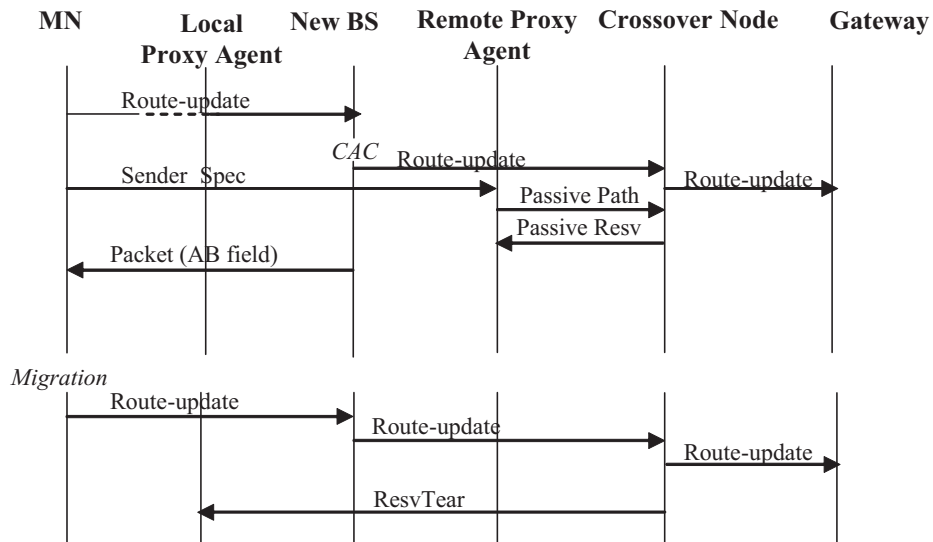 MN
Local
Proxy Agent
New BS
Remote Proxy
Agent
Crossover Node
Gateway
Route-update
CAC
Route-update
Sender Spec
Route-update
Passive Path
Passive Resv
Packet (AB field)
Migration
Route-update
Route-update
Route-update
ResvTear